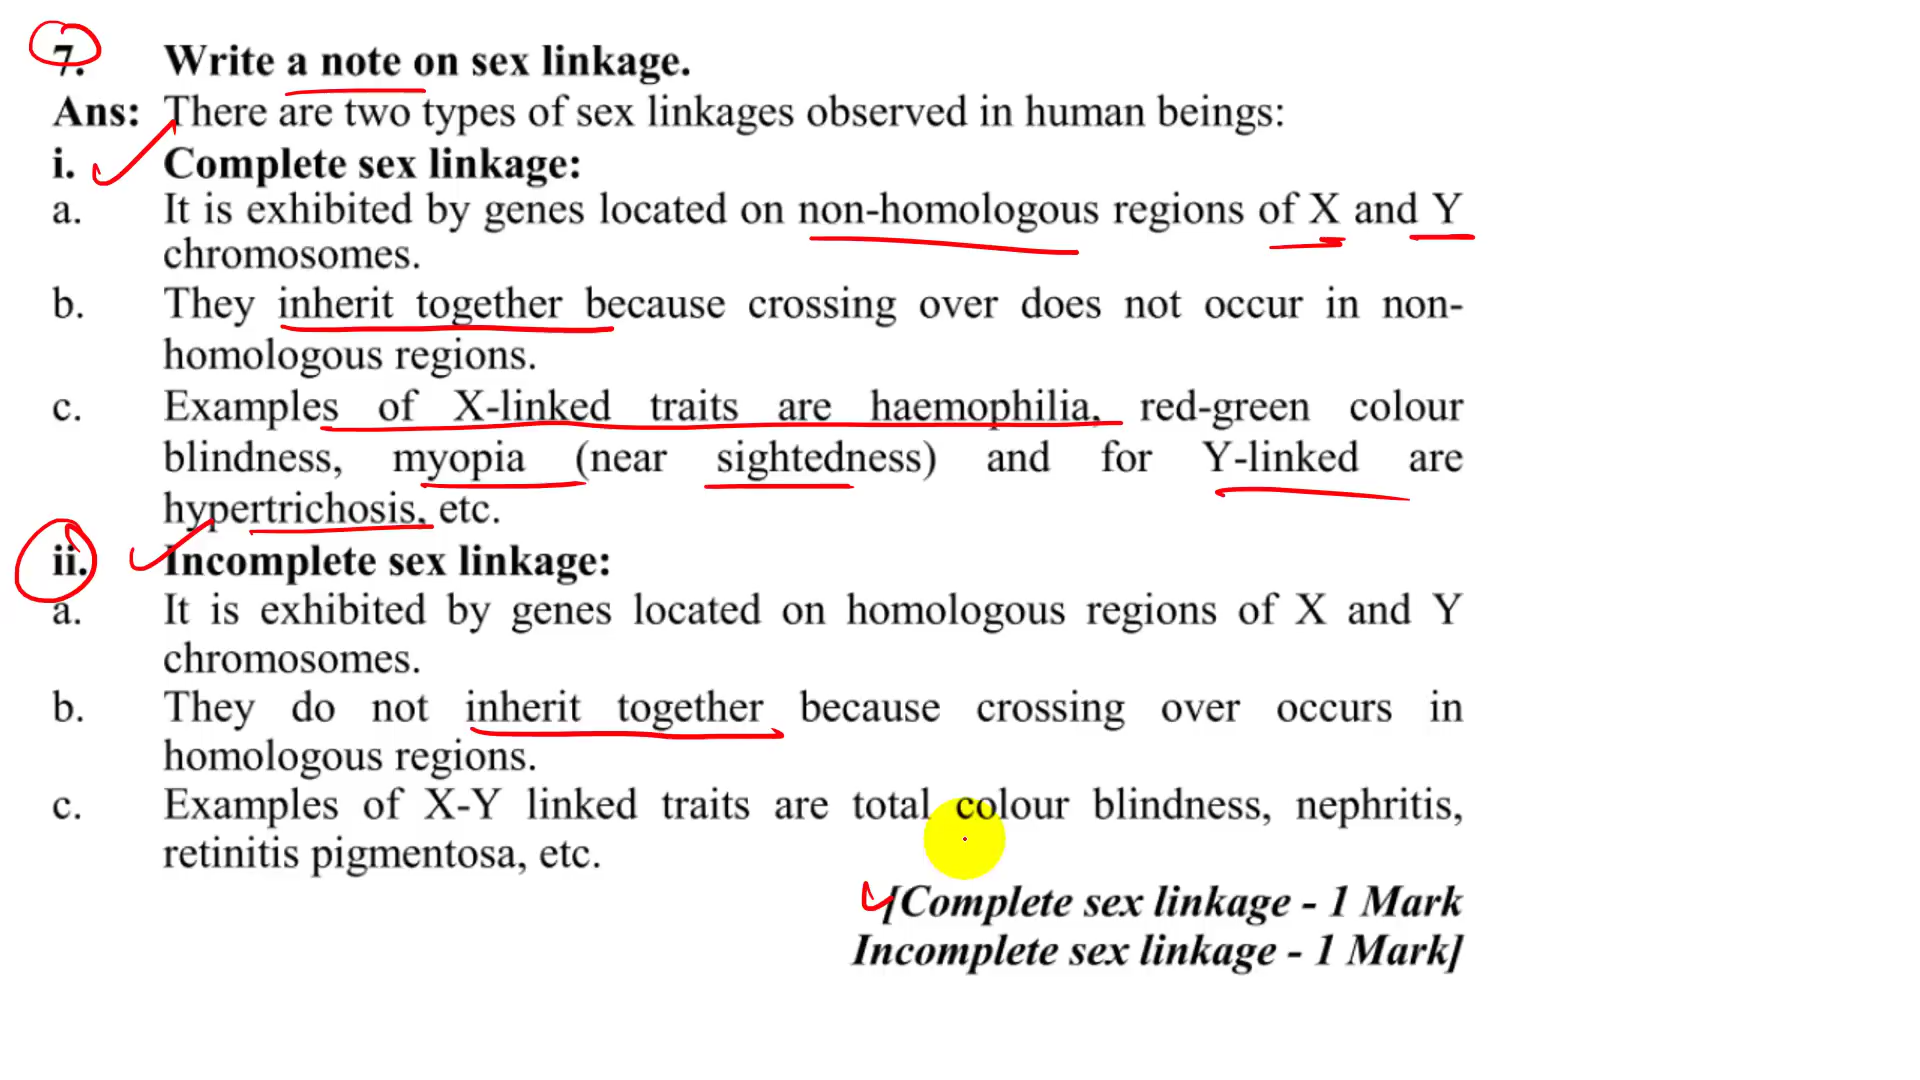 7. Write a note on sex linkage.
Ans: There are two types of sex linkages observed in human beings:
i. Complete sex linkage:
a. It is exhibited by genes located on non-homologous regions of X and Y
chromosomes.
b. They inherit together because crossing over does not occur in non-
homologous regions.
c. Examples of X-linked traits are haemophilia, red-green colour
blindness, myopia (near sightedness) and for Y-linked are
hypertrichosis, etc.
ii. Incomplete sex linkage:
a. It is exhibited by genes located on homologous regions of X and Y
chromosomes.
b. They do not inherit together because crossing over occurs in
homologous regions.
c. Examples of X-Y linked traits are total colour blindness, nephritis,
retinitis pigmentosa, etc.
[Complete sex linkage - 1 Mark
Incomplete sex linkage - 1 Mark]